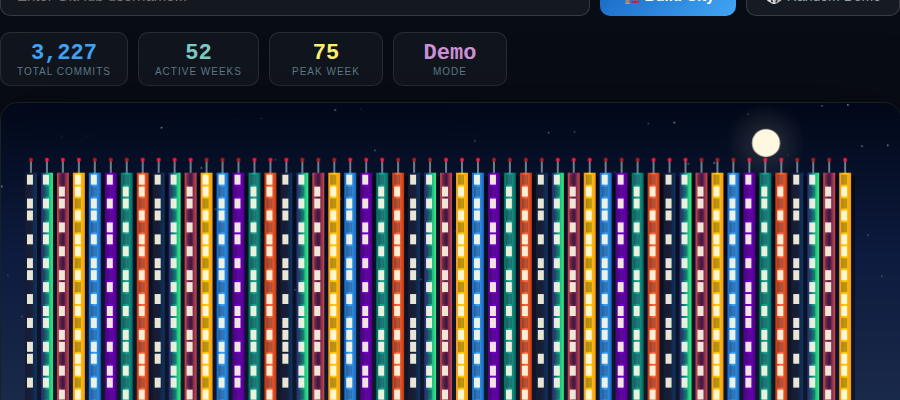 3,227
TOTAL COMMITS
52
ACTIVE WEEKS
75
PEAK WEEK
Demo
MODE